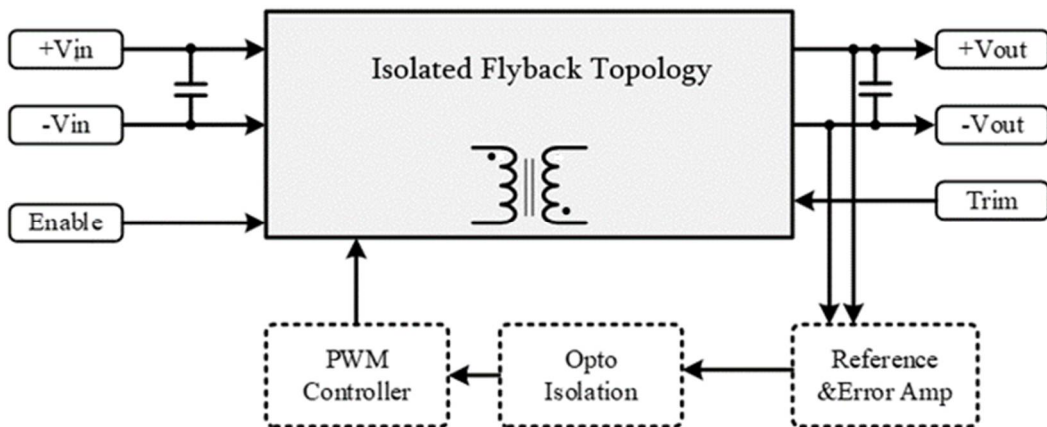 +Vin
Isolated Flyback Topology
+Vout
-Vin
-Vout
Enable
Trim
PWM
Controller
Opto
Isolation
Reference
&Error Amp